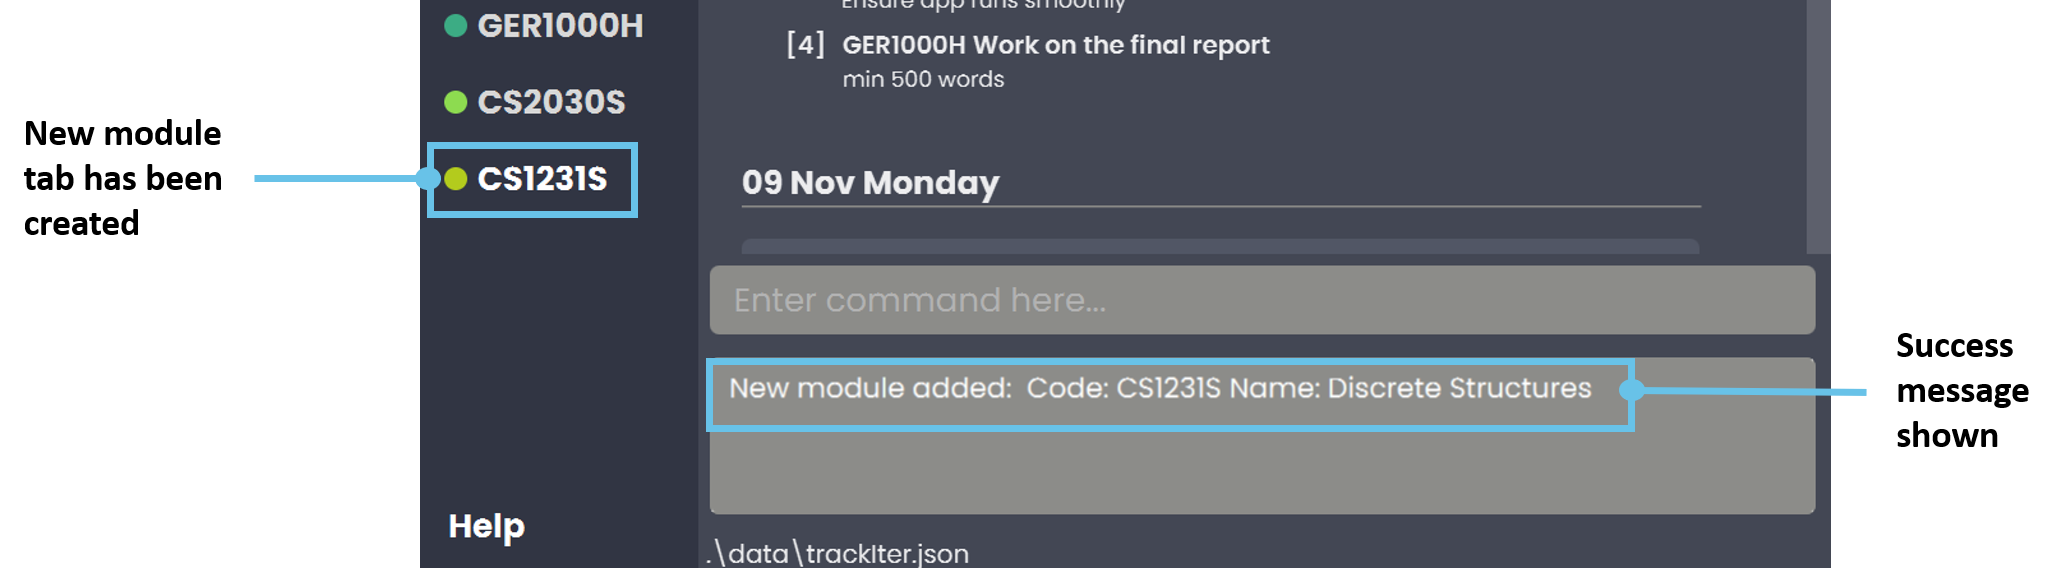 New module
tab has been
created
GER1000H
CS2030S
CS1231S
Help
Ensure app runs smoothly
[4] GER1000H Work on the final report
min 500 words
09 Nov Monday
Enter command here...
New module added:  Code: CS1231S Name: Discrete Structures
.\data\trackIter.json
Success
message
shown